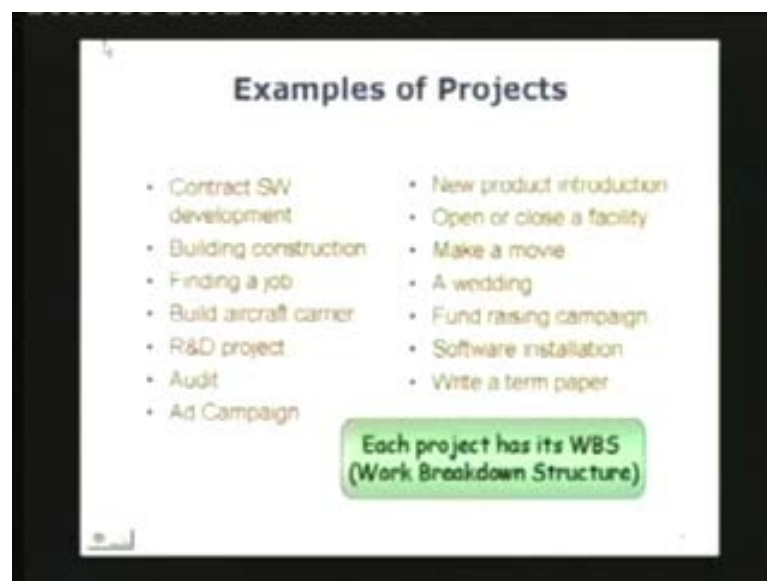 Examples of Projects
• Contract SW
development
• Building construction
• Finding a job
• Build aircraft carrier
• R&D project
• Audit
• Ad Campaign
• New product introduction
• Open or close a facility
• Make a movie
• A wedding
• Fund raising campaign
• Software installation
• Write a term paper
Each project has its WBS
(Work Breakdown Structure)